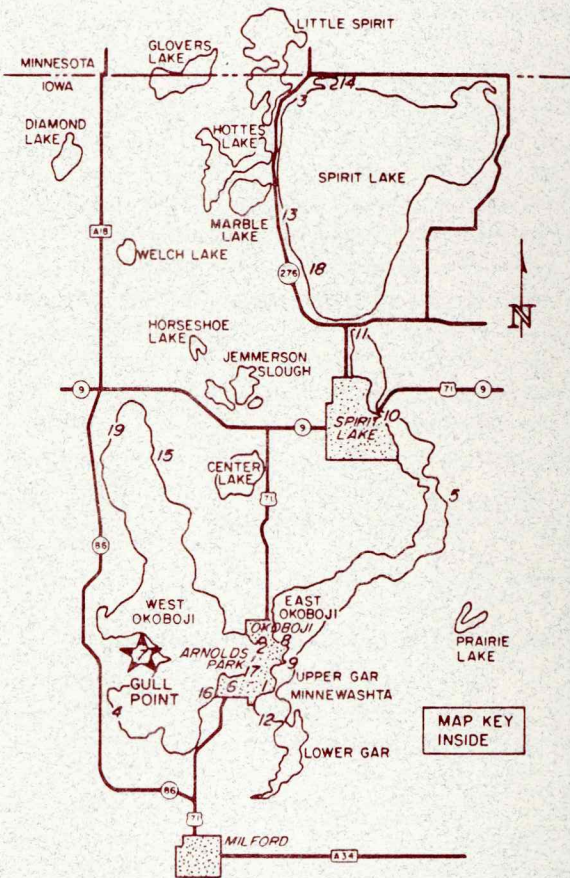 LITTLE SPIRIT
GLOVERS
LAKE
MINNESOTA
IOWA
DIAMOND
LAKE
3
14
HOTTES
LAKE
SPIRIT LAKE
MARBLE
LAKE
13
A18
WELCH LAKE
18
276
N
HORSESHOE
LAKE
11
JEMMERSON
SLOUGH
9
71
9
9
SPIRIT
LAKE
10
19
15
CENTER
LAKE
71
5
86
WEST
OKOBOJI
EAST
OKOBOJI
OKOBOJI
8
2
7
ARNOLDS
PARK
PRAIRIE
LAKE
9
17
UPPER GAR
GULL
POINT
4
16
6
1
MINNEWASHTA
12
MAP KEY
INSIDE
LOWER GAR
86
71
MILFORD
A34